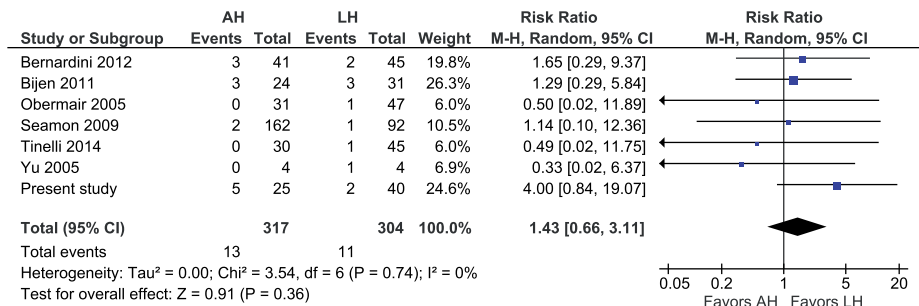 AH LH Risk Ratio Risk Ratio
Study or Subgroup Events Total Events Total Weight M-H, Random, 95% CI M-H, Random, 95% CI
Bernardini 2012 3 41 2 45 19.8% 1.65 [0.29, 9.37]
Bijen 2011 3 24 3 31 26.3% 1.29 [0.29, 5.84]
Obermair 2005 0 31 1 47 6.0% 0.50 [0.02, 11.89]
Seamon 2009 2 162 1 92 10.5% 1.14 [0.10, 12.36]
Tinelli 2014 0 30 1 45 6.0% 0.49 [0.02, 11.75]
Yu 2005 0 4 1 4 6.9% 0.33 [0.02, 6.37]
Present study 5 25 2 40 24.6% 4.00 [0.84, 19.07]
Total (95% CI) 317 304 100.0% 1.43 [0.66, 3.11]
Total events 13 11
Heterogeneity: Tau² = 0.00; Chi² = 3.54, df = 6 (P = 0.74); I² = 0%
Test for overall effect: Z = 0.91 (P = 0.36)
0.05 0.2 1 5 20
Favors AH Favors LH